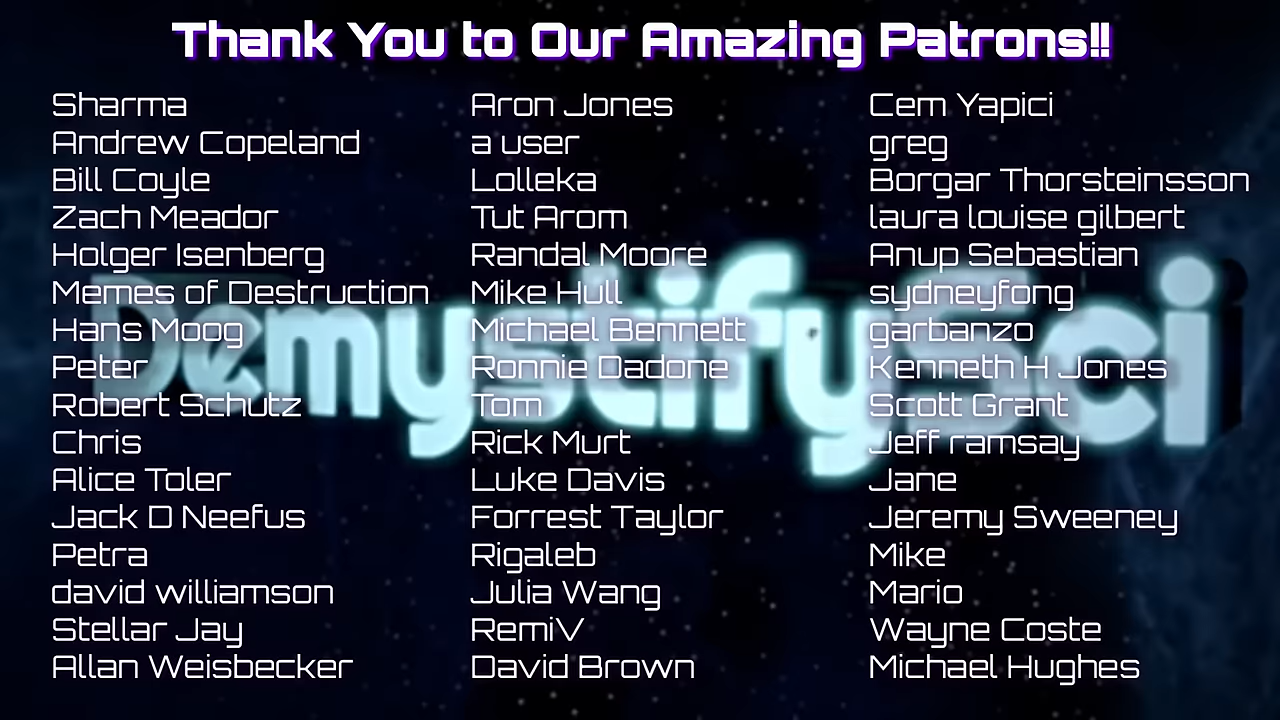 Thank You to Our Amazing Patrons!!
Sharma
Andrew Copeland
Bill Coyle
Zach Meador
Holger Isenberg
Memes of Destruction
Hans Moog
Peter
Robert Schutz
Chris
Alice Toler
Jack D Neefus
Petra
david williamson
Stellar Jay
Allan Weisbecker
Aron Jones
a user
Lolleka
Tut Arom
Randal Moore
Mike Hull
Michael Bennett
Ronnie Dadone
Tom
Rick Murt
Luke Davis
Forrest Taylor
Rigaleb
Julia Wang
RemiV
David Brown
Cem Yapici
greg
Borgar Thorsteinsson
laura louise gilbert
Anup Sebastian
sydneyfong
garbanzo
Kenneth H Jones
Scott Grant
Jeff ramsay
Jane
Jeremy Sweeney
Mike
Mario
Wayne Coste
Michael Hughes
DemystifySci